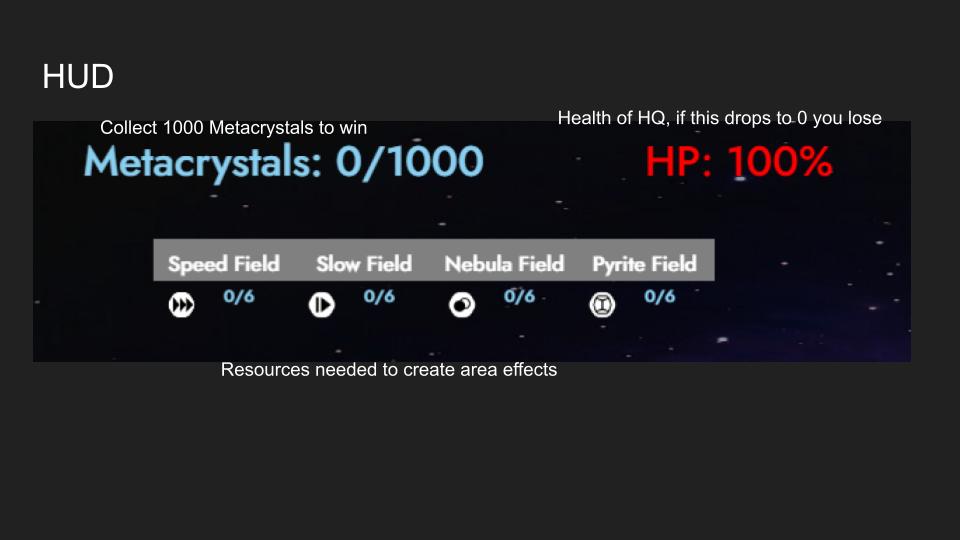 HUD
Collect 1000 Metacrystals to win
Health of HQ, if this drops to 0 you lose
Metacrystals: 0/1000
HP: 100%
Speed Field Slow Field Nebula Field Pyrite Field
0/6 0/6 0/6 0/6
Resources needed to create area effects